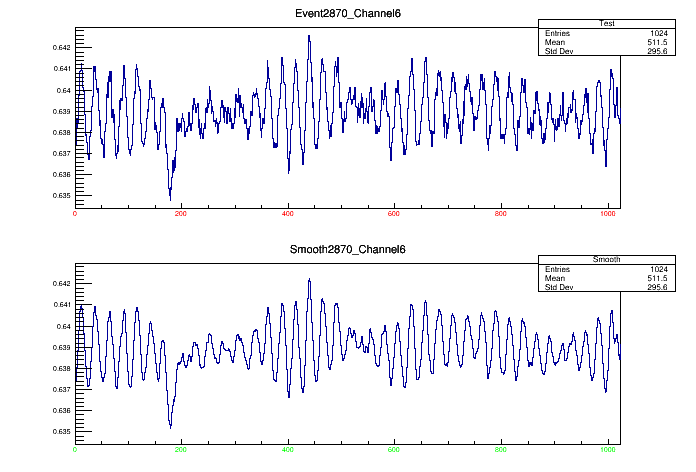 Event2870_Channel6
Test
Entries 1024
Mean 511.5
Std Dev 295.6
0.642
0.641
0.64
0.639
0.638
0.637
0.636
0.635
0 200 400 600 800 1000
Smooth2870_Channel6
Smooth
Entries 1024
Mean 511.5
Std Dev 295.6
0.642
0.641
0.64
0.639
0.638
0.637
0.636
0.635
0 200 400 600 800 1000